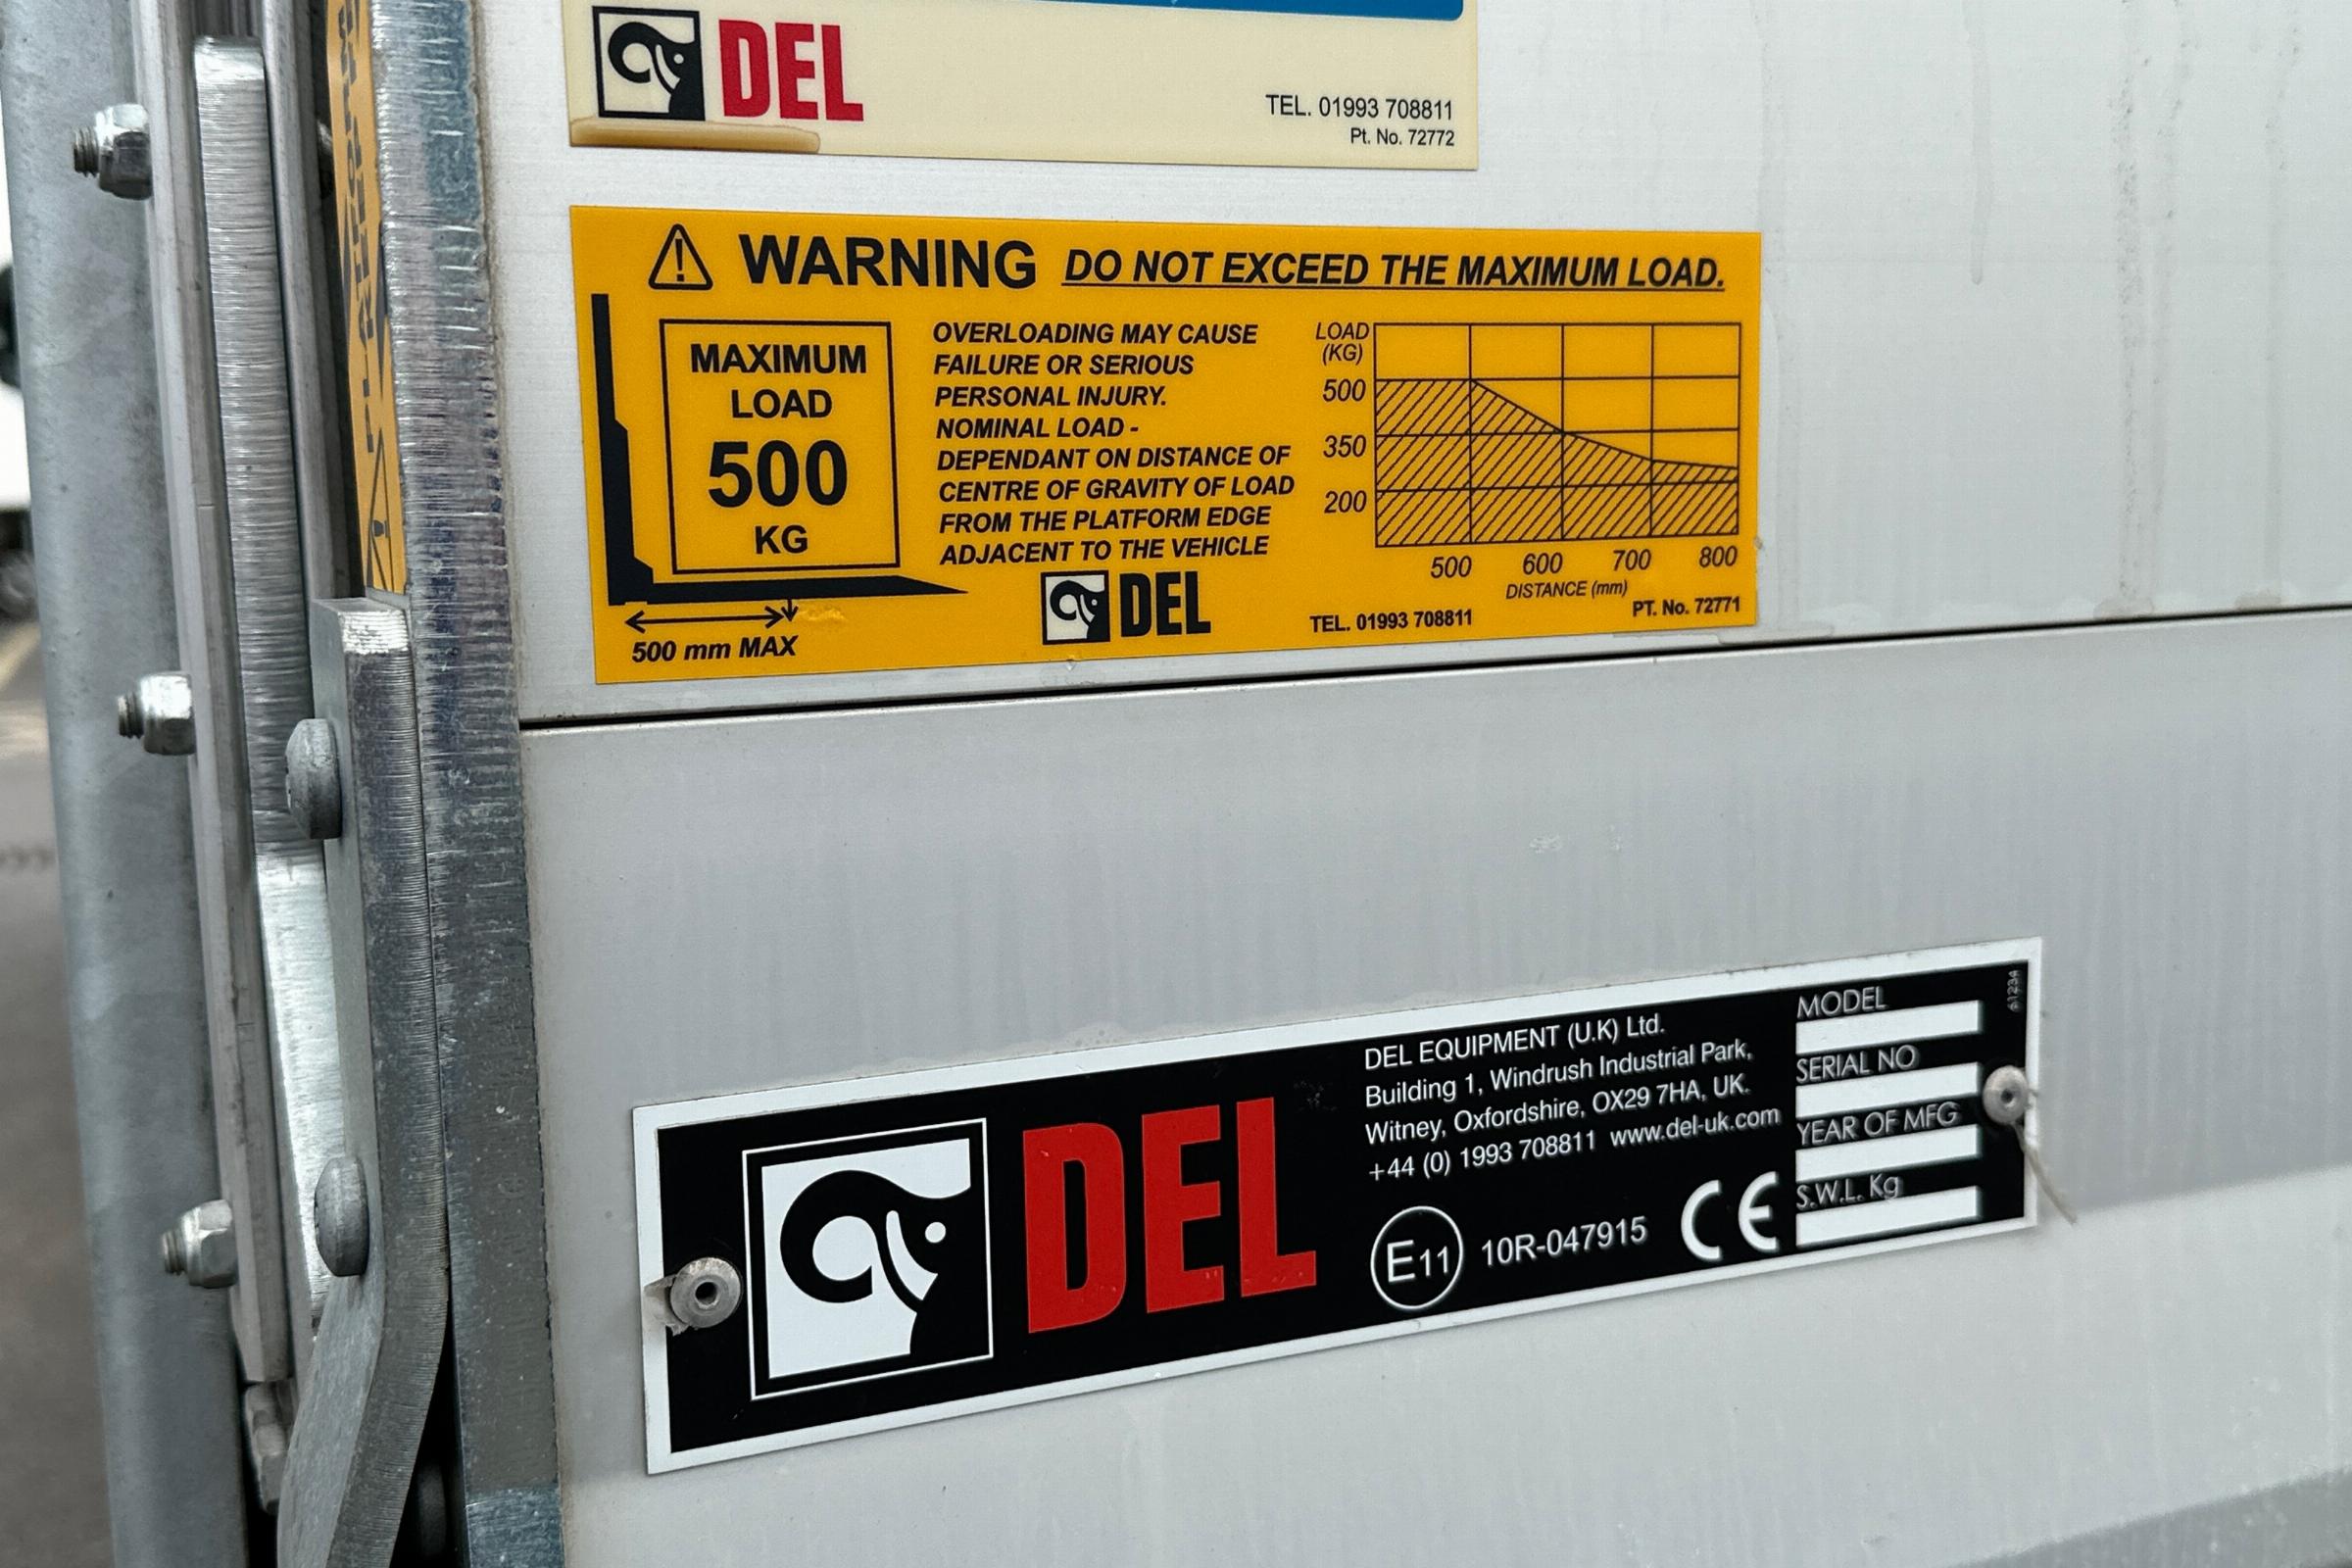 DEL
TEL. 01993 708811
Pt. No. 72772
WARNING DO NOT EXCEED THE MAXIMUM LOAD.
MAXIMUM
LOAD
500
KG
500 mm MAX
OVERLOADING MAY CAUSE
FAILURE OR SERIOUS
PERSONAL INJURY.
NOMINAL LOAD -
DEPENDANT ON DISTANCE OF
CENTRE OF GRAVITY OF LOAD
FROM THE PLATFORM EDGE
ADJACENT TO THE VEHICLE
DEL
LOAD
(KG)
500
350
200
500 600 700 800
DISTANCE (mm)
TEL. 01993 708811
PT. No. 72771
DEL
DEL EQUIPMENT (U.K) Ltd.
Building 1, Windrush Industrial Park,
Witney, Oxfordshire, OX29 7HA, UK.
+44 (0) 1993 708811 www.del-uk.com
E11 10R-047915 CE
MODEL
SERIAL NO
YEAR OF MFG
S.W.L. Kg